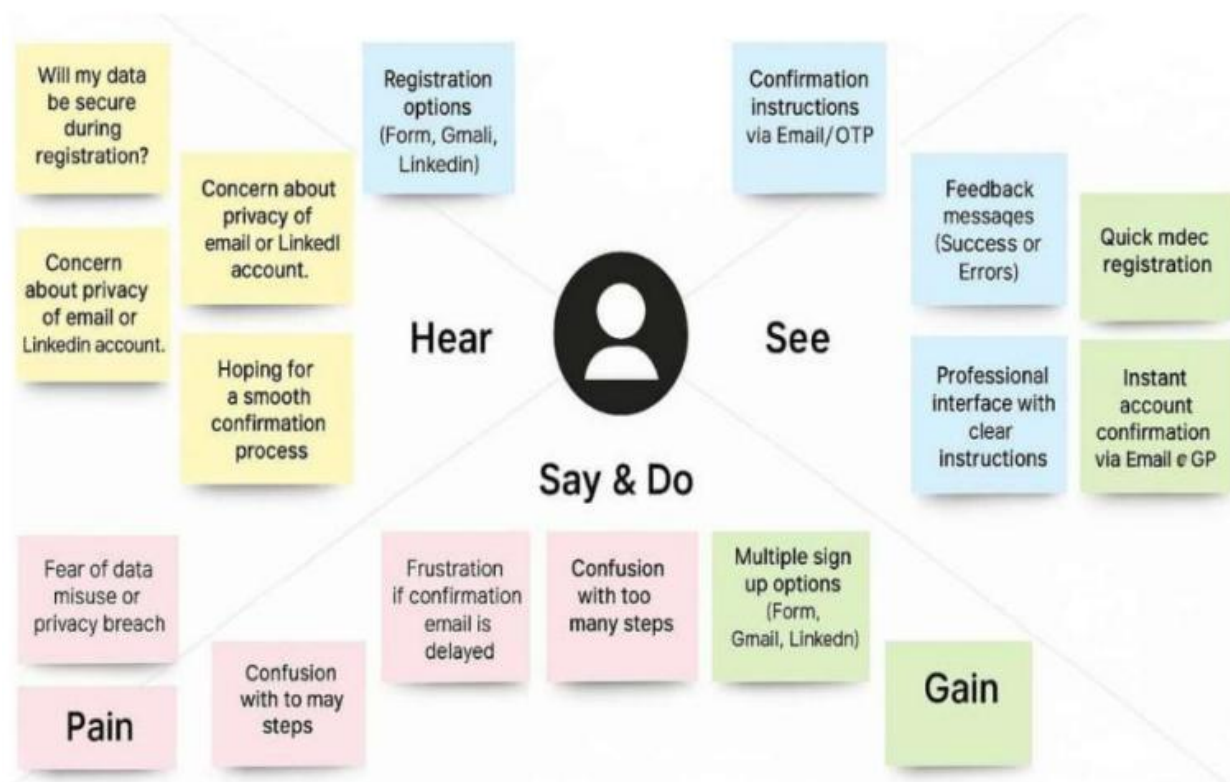 Will my data
be secure
during
registration?
Concern about
privacy of
email or Linkedl
account.
Concern
about privacy
of email or
Linkedin account.
Hoping for
a smooth
confirmation
process
Registration
options
(Form, Gmali,
Linkedin)
Confirmation
instructions
via Email/OTP
Feedback
messaqes
(Success or
Errors)
Quick mdec
registration
Hear
See
Professional
interface with
clear
instructions
Instant
account
confirmation
via Email e GP
Say & Do
Fear of data
misuse or
privacy breach
Pain
Confusion
with to may
steps
Frustration
if confirmation
email is
delayed
Confusion
with too
many steps
Multiple sign
up options
(Form,
Gmail, Linkedn)
Gain